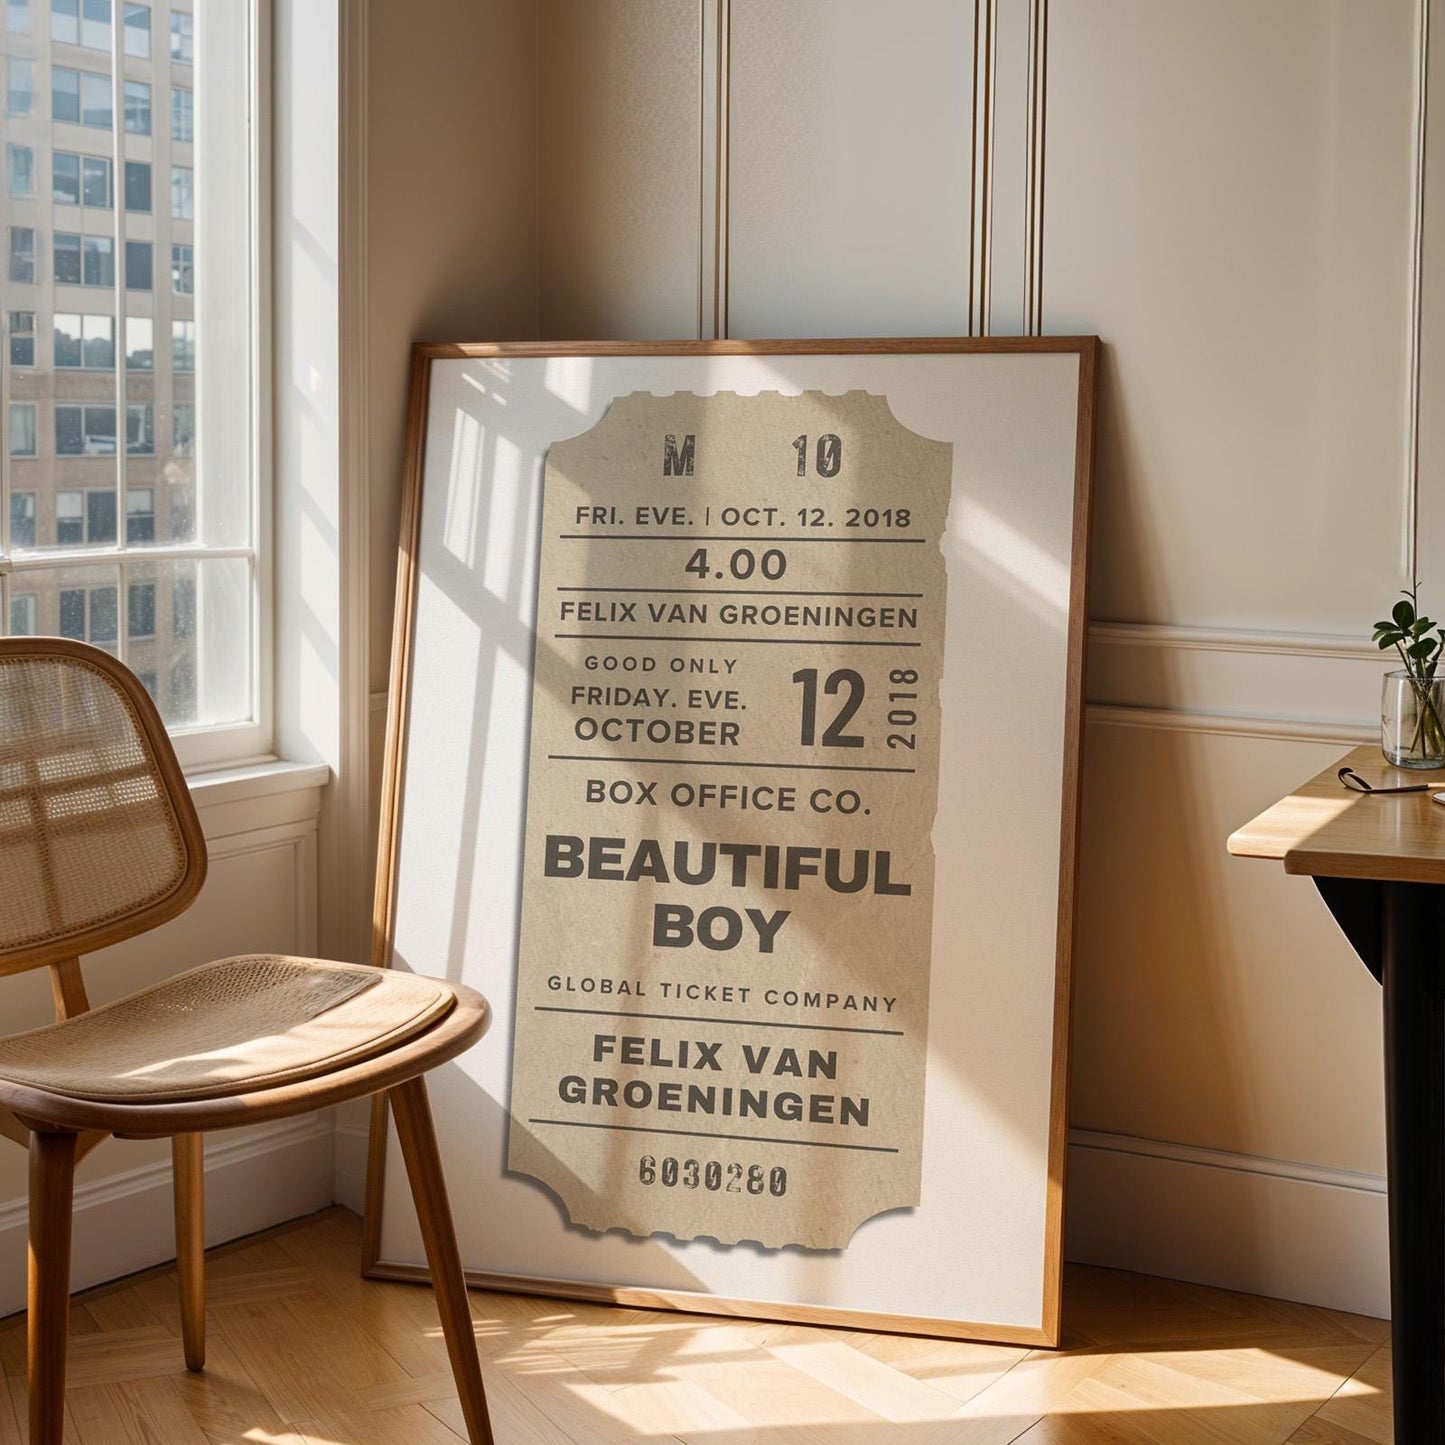 M 10
FRI. EVE. | OCT. 12. 2018
4.00
FELIX VAN GROENINGEN
GOOD ONLY
FRIDAY. EVE.
OCTOBER
12
2018
BOX OFFICE CO.
BEAUTIFUL
BOY
GLOBAL TICKET COMPANY
FELIX VAN
GROENINGEN
6030280